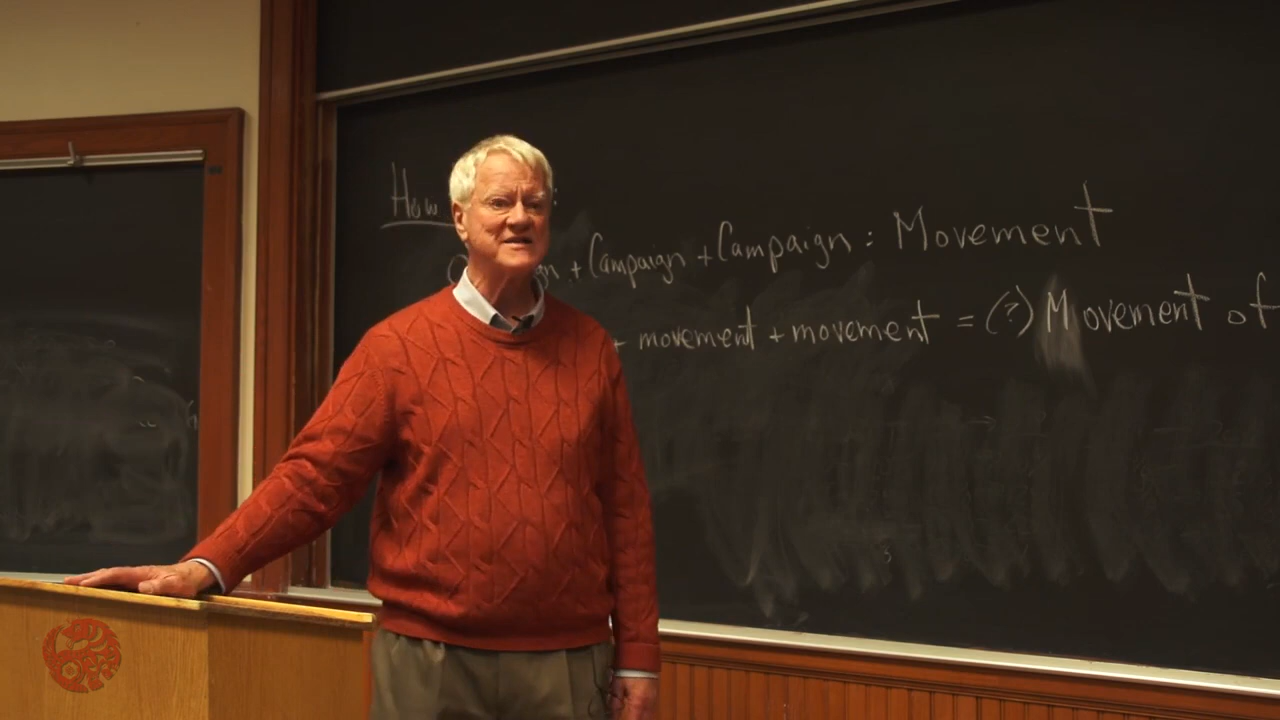 How
+ Campaign + Campaign : Movement
+ movement + movement = (?) Movement of